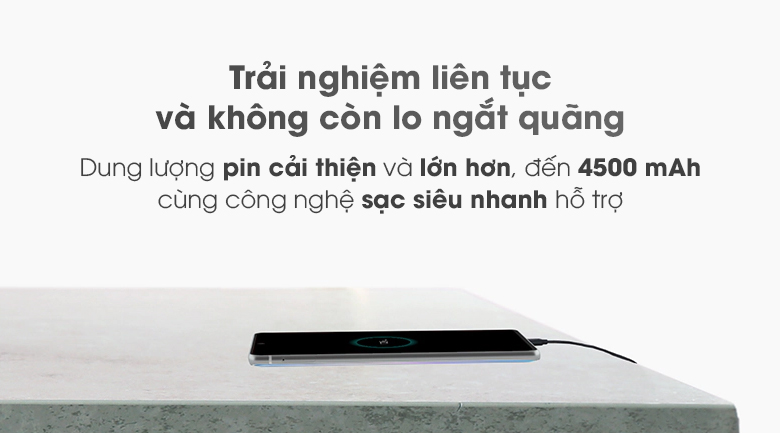 Trải nghiệm liên tục
và không còn lo ngắt quãng
Dung lượng pin cải thiện và lớn hơn, đến 4500 mAh
cùng công nghệ sạc siêu nhanh hỗ trợ